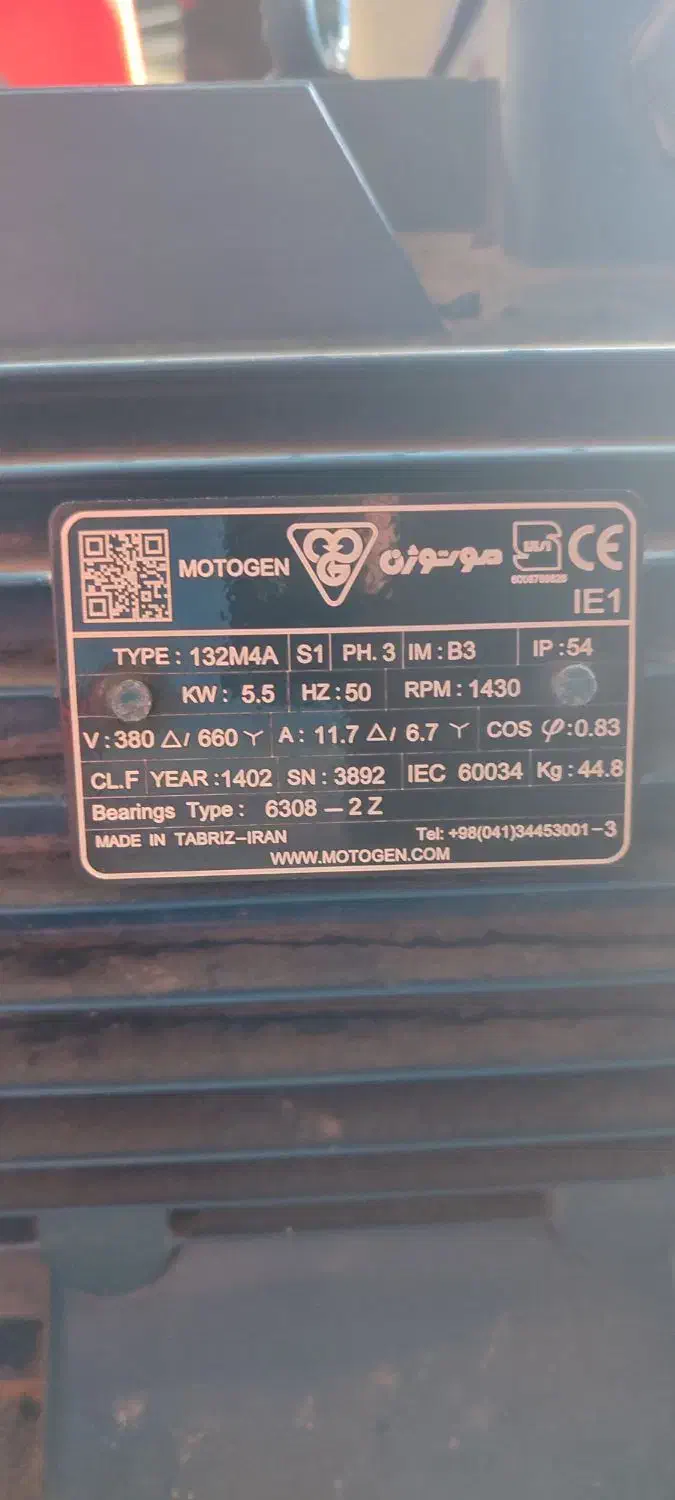 MOTOGEN موتوژن CE
IE1
TYPE : 132M4A S1 PH. 3 IM : B3 IP :54
KW : 5.5 HZ : 50 RPM : 1430
V : 380 △/ 660 Y A : 11.7 △/ 6.7 Y COS φ:0.83
CL.F YEAR :1402 SN : 3892 IEC 60034 Kg : 44.8
Bearings Type : 6308 – 2 Z
MADE IN TABRIZ–IRAN Tel: +98(041)34453001–3
WWW.MOTOGEN.COM